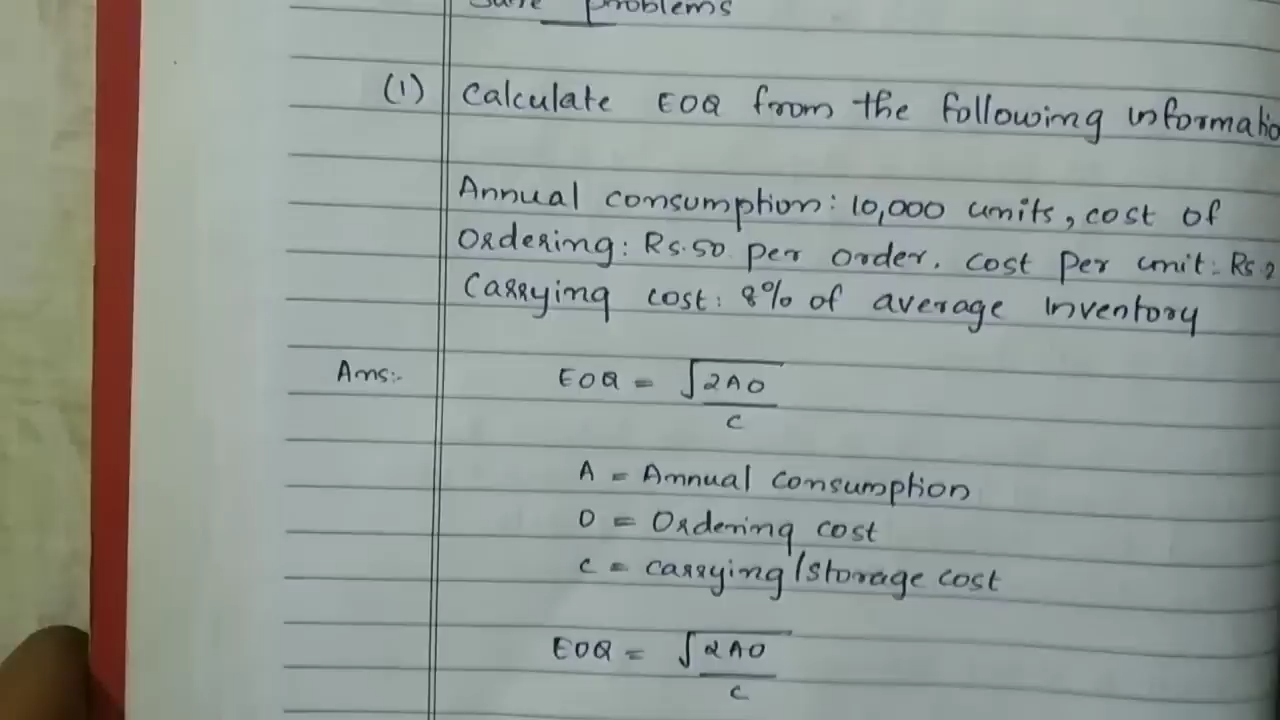 problems
(1) Calculate EOQ from the following informatio
Annual consumption: 10,000 units, cost of
Ordering: Rs.50 per order. cost per unit: Rs.2
Carrying cost: 8% of average inventory
Ans:- EOQ = √2AO
c
A = Annual consumption
O = Ordering cost
c = carrying/storage cost
EOQ = √2AO
c